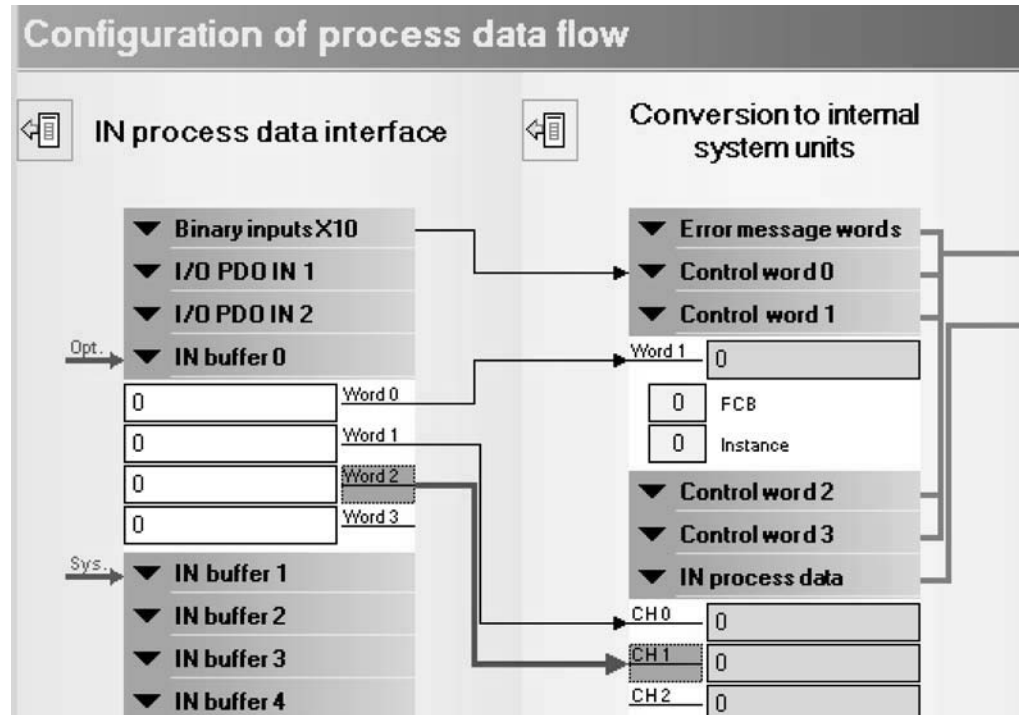 Configuration of process data flow
IN process data interface
Conversion to internal
system units
Binary inputs X10
I/O PDO IN 1
I/O PDO IN 2
Opt.
IN buffer 0
0 Word 0
0 Word 1
0 Word 2
0 Word 3
Sys.
IN buffer 1
IN buffer 2
IN buffer 3
IN buffer 4
Error message words
Control word 0
Control word 1
Word 1 0
0 FCB
0 Instance
Control word 2
Control word 3
IN process data
CH 0 0
CH 1 0
CH 2 0